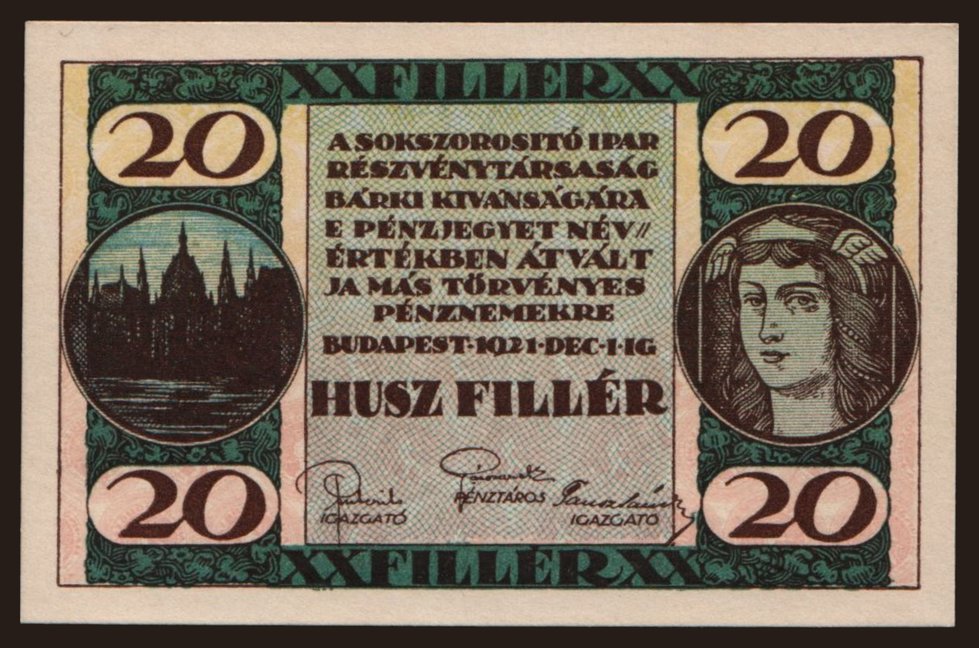 XXFILLERXX
20 20
A SOKSZOROSITÓ IPAR
RÉSZVÉNYTÁRSASÁG
BÁRKI KIVÁNSÁGÁRA
E PÉNZJEGYET NÉV//
ÉRTÉKBEN ÁTVÁLT
JA MÁS TÖRVÉNYES
PÉNZNEMEKRE
BUDAPEST·1921·DEC·1·IG
HUSZ FILLÉR
PÉNZTÁROS
IGAZGATÓ IGAZGATÓ
20 20
XXFILLÉRXX